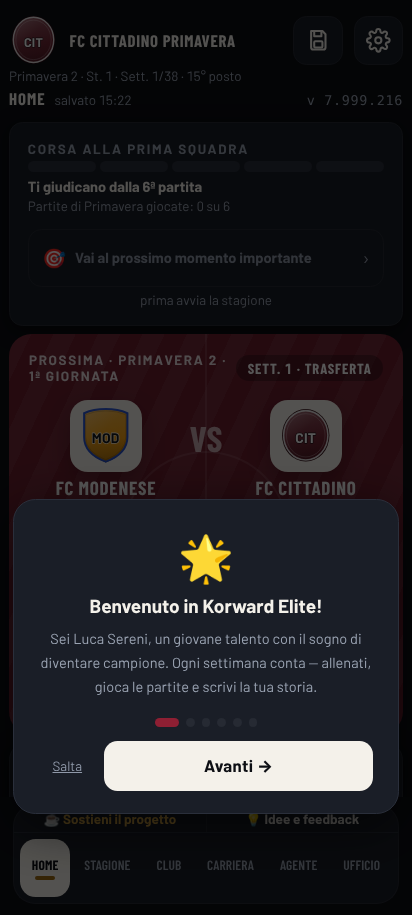 CIT
FC CITTADINO PRIMAVERA
Primavera 2 · St. 1 · Sett. 1/38 · 15° posto
HOME salvato 15:22 v 7.999.216
CORSA ALLA PRIMA SQUADRA
Ti giudicano dalla 6ª partita
Partite di Primavera giocate: 0 su 6
Vai al prossimo momento importante ›
prima avvia la stagione
PROSSIMA · PRIMAVERA 2 ·
1ª GIORNATA
SETT. 1 · TRASFERTA
MOD
VS
CIT
FC MODENESE
FC CITTADINO
Benvenuto in Korward Elite!
Sei Luca Sereni, un giovane talento con il sogno di
diventare campione. Ogni settimana conta — allenati,
gioca le partite e scrivi la tua storia.
Salta
Avanti →
Sostieni il progetto
Idee e feedback
HOME STAGIONE CLUB CARRIERA AGENTE UFFICIO